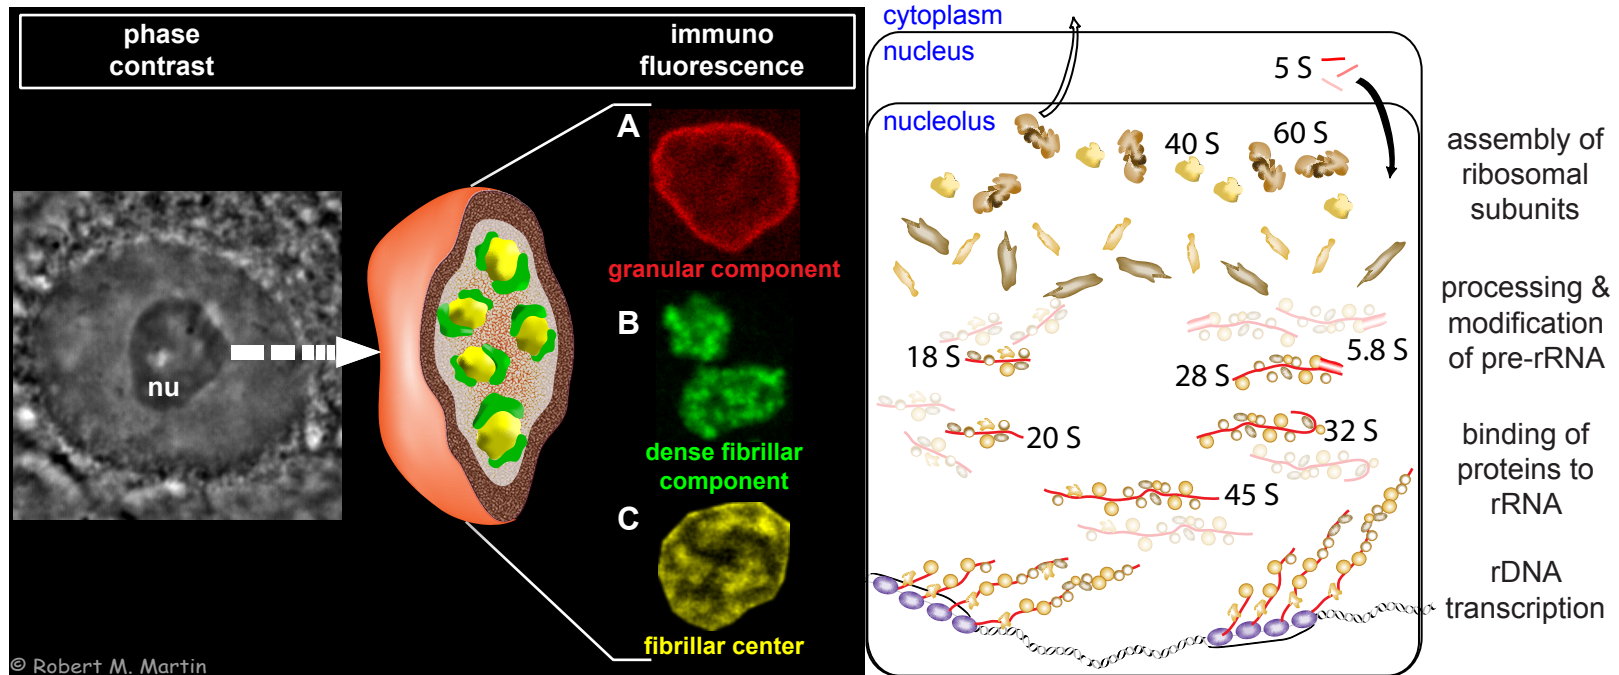 phase
contrast
immuno
fluorescence
A
granular component
B
dense fibrillar
component
C
fibrillar center
nu
© Robert M. Martin
cytoplasm
nucleus
5 S
nucleolus
40 S
60 S
18 S
28 S
5.8 S
20 S
32 S
45 S
assembly of
ribosomal
subunits
processing &
modification
of pre-rRNA
binding of
proteins to
rRNA
rDNA
transcription